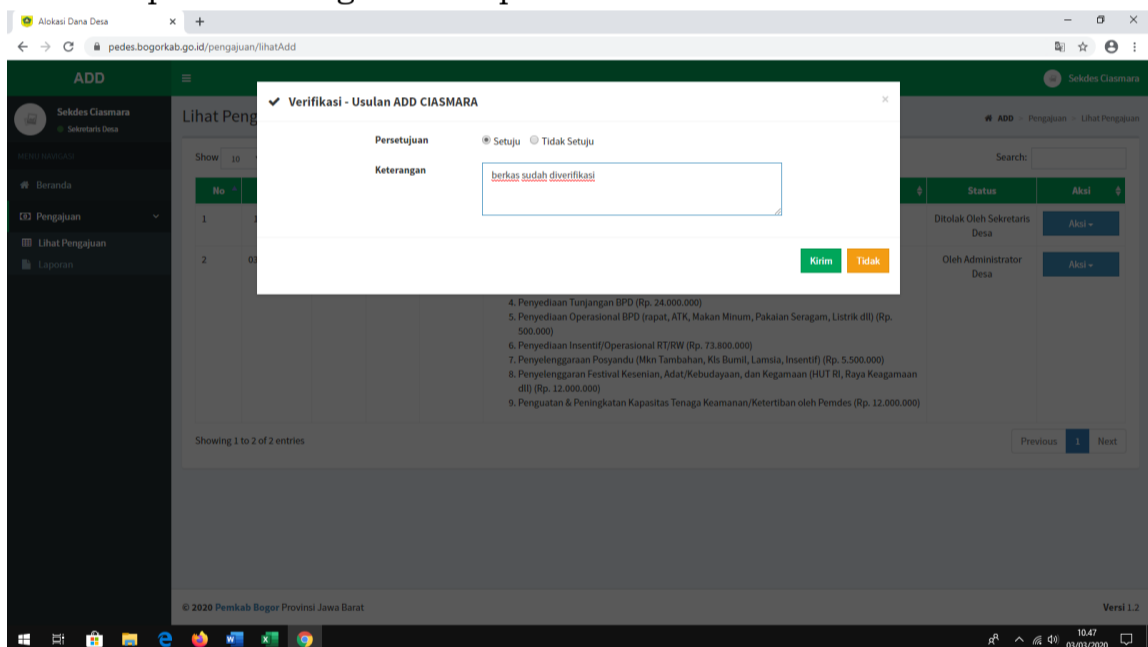 Alokasi Dana Desa
pedes.bogorkab.go.id/pengajuan/lihatAdd
ADD
Sekdes Ciasmara
Sekdes Ciasmara
Sekretaris Desa
Lihat Peng
ADD > Pengajuan > Lihat Pengajuan
MENU NAVIGASI
Beranda
Pengajuan
Lihat Pengajuan
Laporan
Verifikasi - Usulan ADD CIASMARA
Persetujuan
Setuju
Tidak Setuju
Keterangan
berkas sudah diverifikasi
Kirim
Tidak
Show 10
Search:
No
Status
Aksi
1
Ditolak Oleh Sekretaris
Desa
Aksi
2
03
Oleh Administrator
Desa
Aksi
4. Penyediaan Tunjangan BPD (Rp. 24.000.000)
5. Penyediaan Operasional BPD (rapat, ATK, Makan Minum, Pakaian Seragam, Listrik dll) (Rp.
500.000)
6. Penyediaan Insentif/Operasional RT/RW (Rp. 73.800.000)
7. Penyelenggaraan Posyandu (Mkn Tambahan, Kls Bumil, Lamsia, Insentif) (Rp. 5.500.000)
8. Penyelenggaran Festival Kesenian, Adat/Kebudayaan, dan Kegamaan (HUT RI, Raya Keagamaan
dll) (Rp. 12.000.000)
9. Penguatan & Peningkatan Kapasitas Tenaga Keamanan/Ketertiban oleh Pemdes (Rp. 12.000.000)
Showing 1 to 2 of 2 entries
Previous 1 Next
© 2020 Pemkab Bogor Provinsi Jawa Barat
Versi 1.2
10.47
03/03/2020